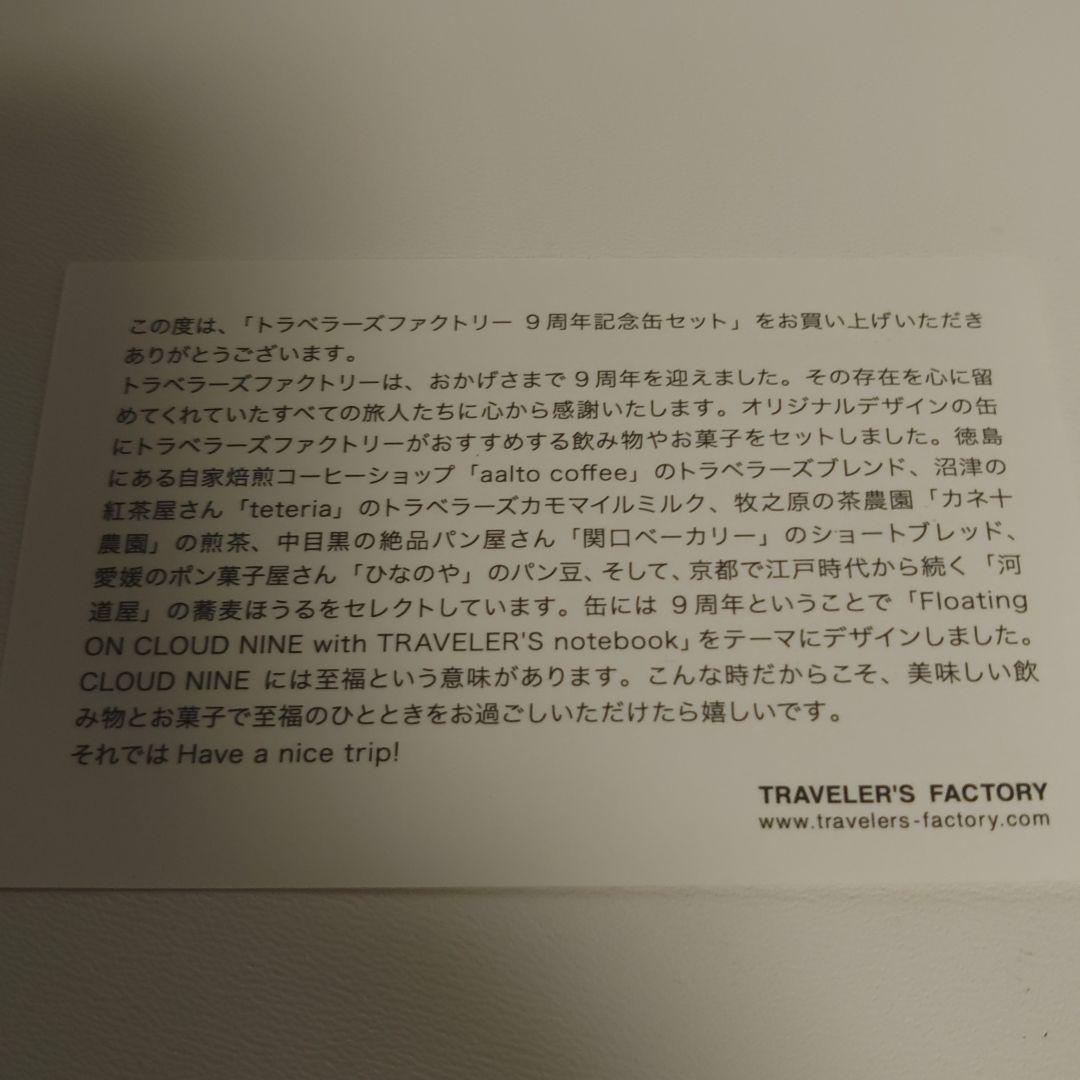 この度は、「トラベラーズファクトリー 9周年記念缶セット」をお買い上げいただき
ありがとうございます。
トラベラーズファクトリーは、おかげさまで9周年を迎えました。その存在を心に留
めてくれていたすべての旅人たちに心から感謝いたします。オリジナルデザインの缶
にトラベラーズファクトリーがおすすめする飲み物やお菓子をセットしました。徳島
にある自家焙煎コーヒーショップ「aalto coffee」のトラベラーズブレンド、沼津の
紅茶屋さん「teteria」のトラベラーズカモマイルミルク、牧之原の茶農園「カネ十
農園」の煎茶、中目黒の絶品パン屋さん「関口ベーカリー」のショートブレッド、
愛媛のポン菓子屋さん「ひなのや」のパン豆、そして、京都で江戸時代から続く「河
道屋」の蕎麦ほうるをセレクトしています。缶には 9周年ということで「Floating
ON CLOUD NINE with TRAVELER'S notebook」をテーマにデザインしました。
CLOUD NINE には至福という意味があります。こんな時だからこそ、美味しい飲
み物とお菓子で至福のひとときをお過ごしいただけたら嬉しいです。
それでは Have a nice trip!
TRAVELER'S FACTORY
www.travelers-factory.com